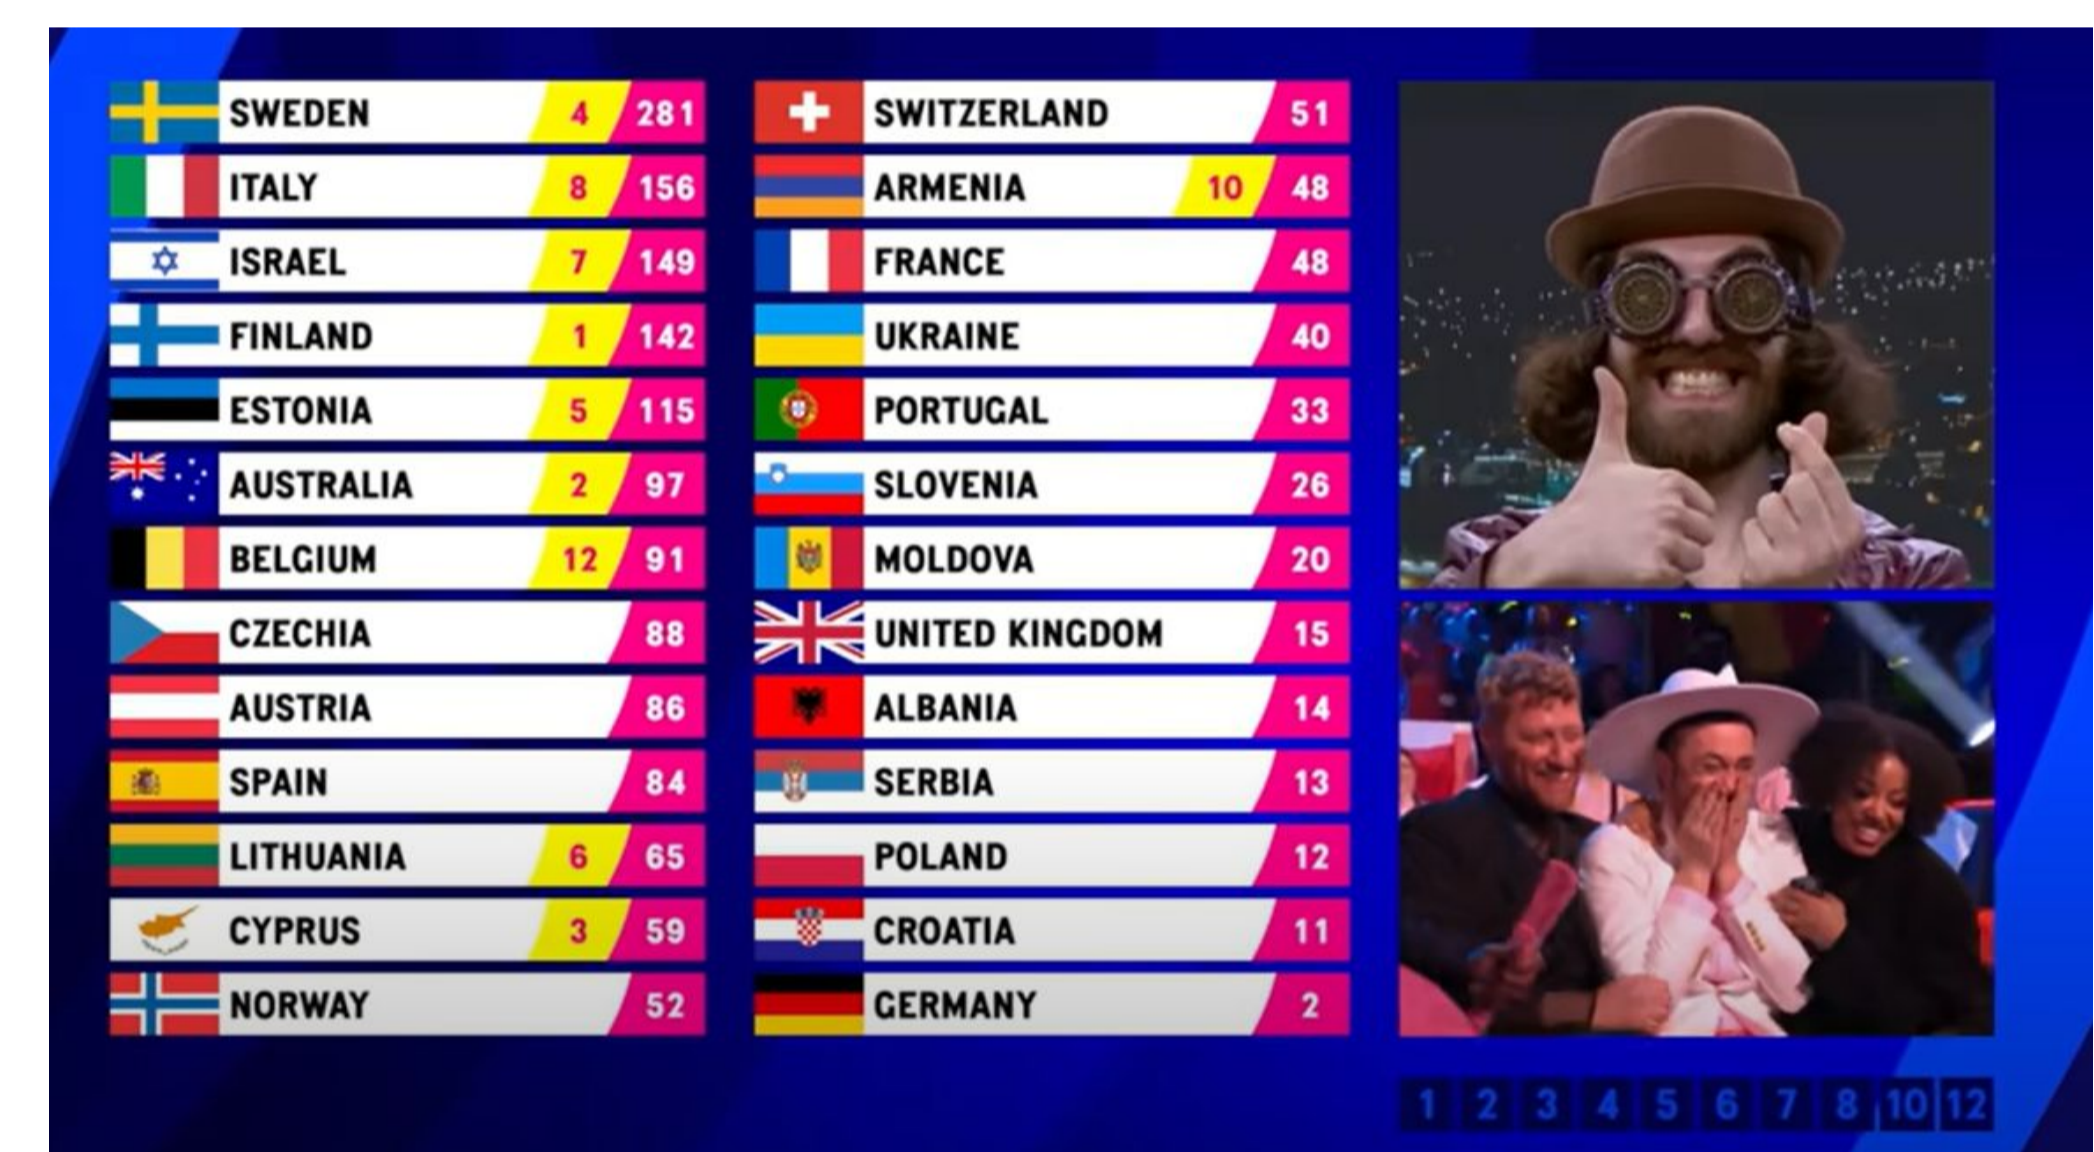 SWEDEN 4 281
ITALY 8 156
ISRAEL 7 149
FINLAND 1 142
ESTONIA 5 115
AUSTRALIA 2 97
BELGIUM 12 91
CZECHIA 88
AUSTRIA 86
SPAIN 84
LITHUANIA 6 65
CYPRUS 3 59
NORWAY 52
SWITZERLAND 51
ARMENIA 10 48
FRANCE 48
UKRAINE 40
PORTUGAL 33
SLOVENIA 26
MOLDOVA 20
UNITED KINGDOM 15
ALBANIA 14
SERBIA 13
POLAND 12
CROATIA 11
GERMANY 2
1 2 3 4 5 6 7 8 10 12